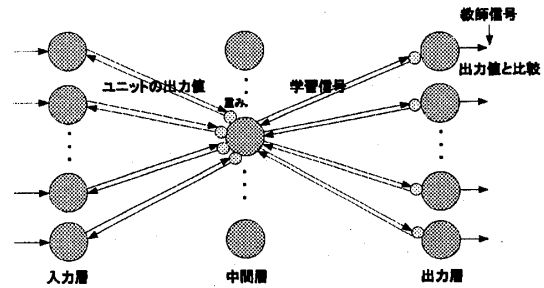 教師信号
出力値と比較
ユニットの出力値
学習信号
重み.
入力層
中間層
出力層